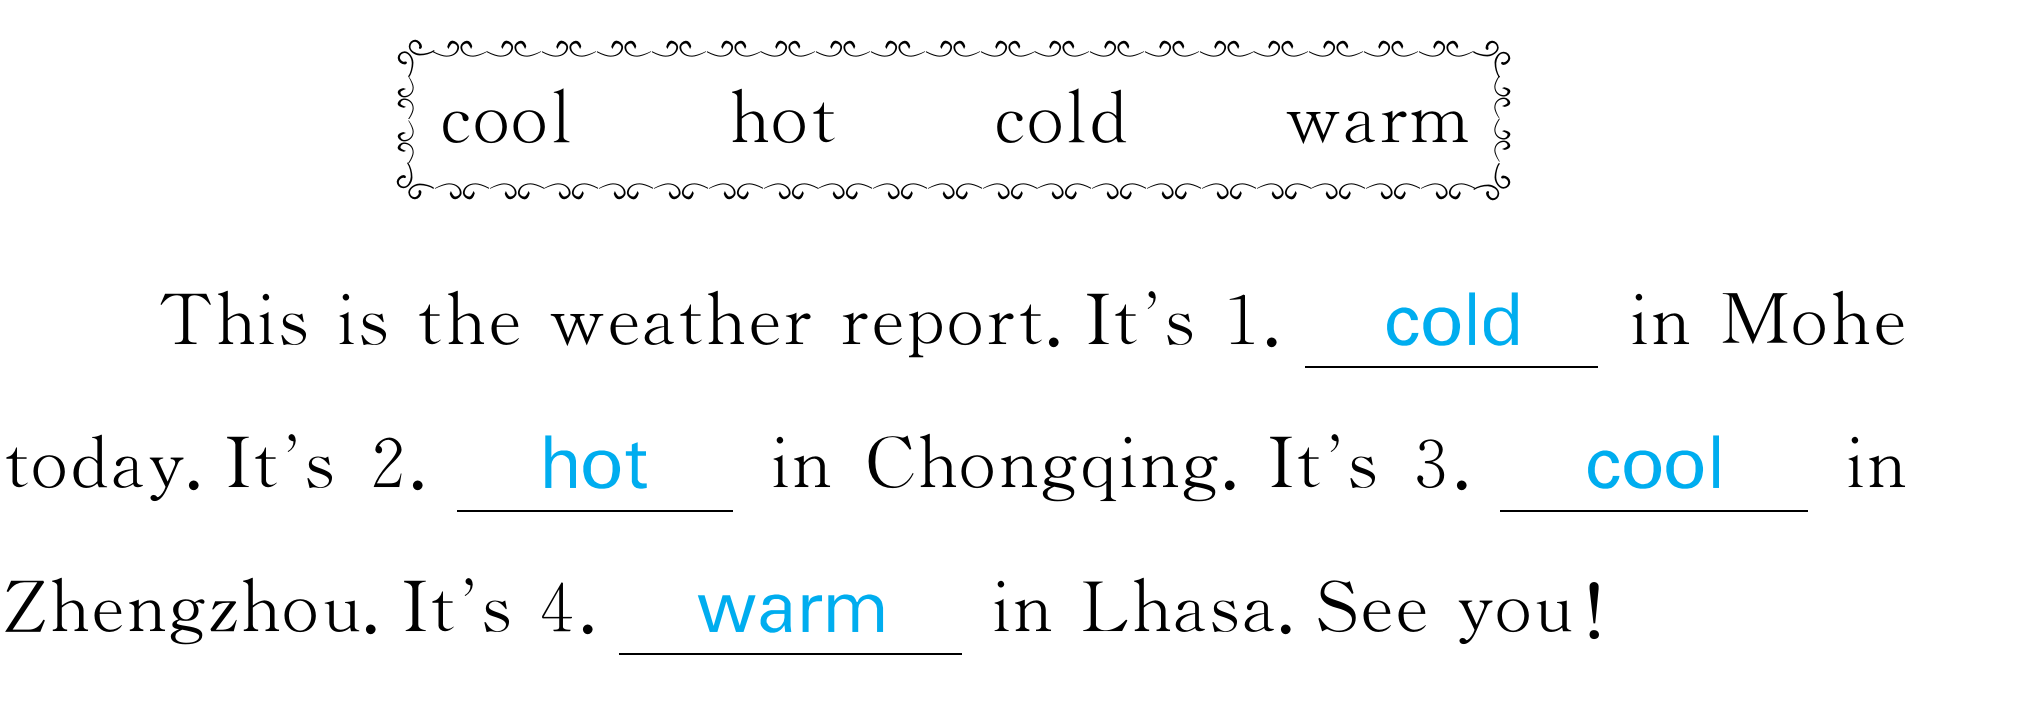 cool hot cold warm
This is the weather report. It's 1. cold in Mohe
today. It's 2. hot in Chongqing. It's 3. cool in
Zhengzhou. It's 4. warm in Lhasa. See you!